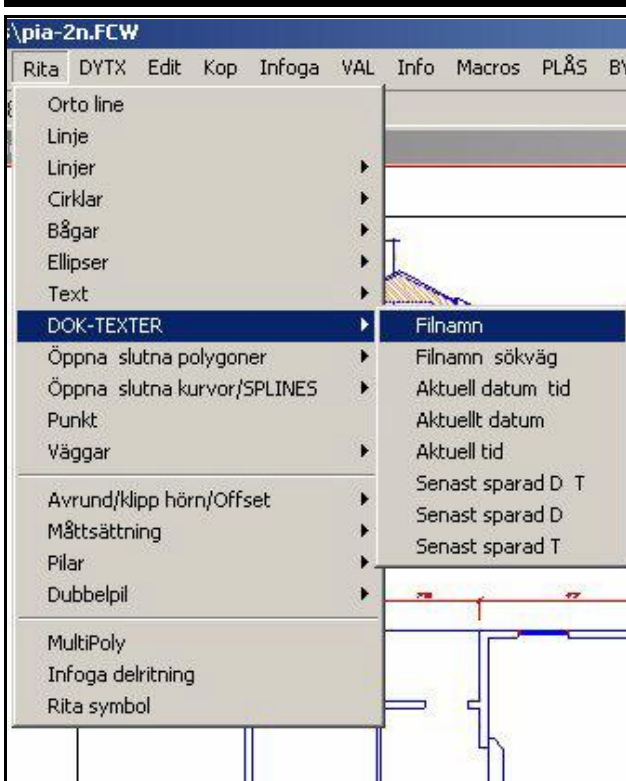 \pia-2n.FCW
Rita DYTX Edit Kop Infoga VAL Info Macros PLÅS
Orto line
Linje
Linjer
Cirklar
Bågar
Ellipser
Text
DOK-TEXTER
Öppna slutna polygoner
Öppna slutna kurvor/SPLINES
Punkt
Väggar
Avrund/klipp hörn/Offset
Måttsättning
Pilar
Dubbelpil
MultiPoly
Infoga delritning
Rita symbol
Filnamn
Filnamn sökväg
Aktuell datum tid
Aktuellt datum
Aktuell tid
Senast sparad D T
Senast sparad D
Senast sparad T